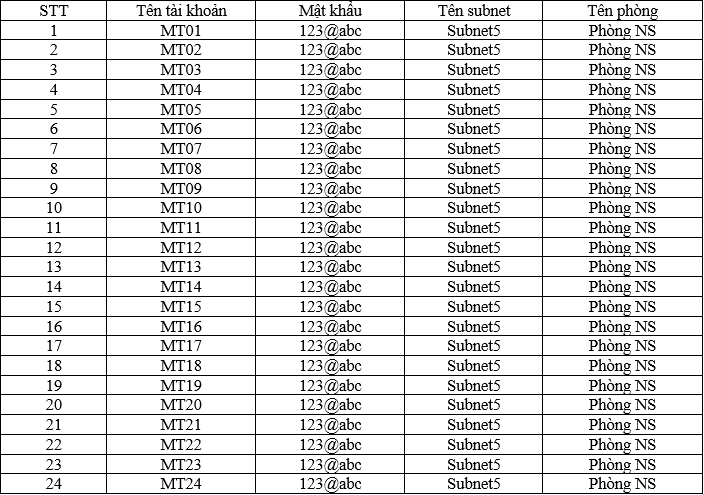 STT Tên tài khoản Mật khẩu Tên subnet Tên phòng
1 MT01 123@abc Subnet5 Phòng NS
2 MT02 123@abc Subnet5 Phòng NS
3 MT03 123@abc Subnet5 Phòng NS
4 MT04 123@abc Subnet5 Phòng NS
5 MT05 123@abc Subnet5 Phòng NS
6 MT06 123@abc Subnet5 Phòng NS
7 MT07 123@abc Subnet5 Phòng NS
8 MT08 123@abc Subnet5 Phòng NS
9 MT09 123@abc Subnet5 Phòng NS
10 MT10 123@abc Subnet5 Phòng NS
11 MT11 123@abc Subnet5 Phòng NS
12 MT12 123@abc Subnet5 Phòng NS
13 MT13 123@abc Subnet5 Phòng NS
14 MT14 123@abc Subnet5 Phòng NS
15 MT15 123@abc Subnet5 Phòng NS
16 MT16 123@abc Subnet5 Phòng NS
17 MT17 123@abc Subnet5 Phòng NS
18 MT18 123@abc Subnet5 Phòng NS
19 MT19 123@abc Subnet5 Phòng NS
20 MT20 123@abc Subnet5 Phòng NS
21 MT21 123@abc Subnet5 Phòng NS
22 MT22 123@abc Subnet5 Phòng NS
23 MT23 123@abc Subnet5 Phòng NS
24 MT24 123@abc Subnet5 Phòng NS